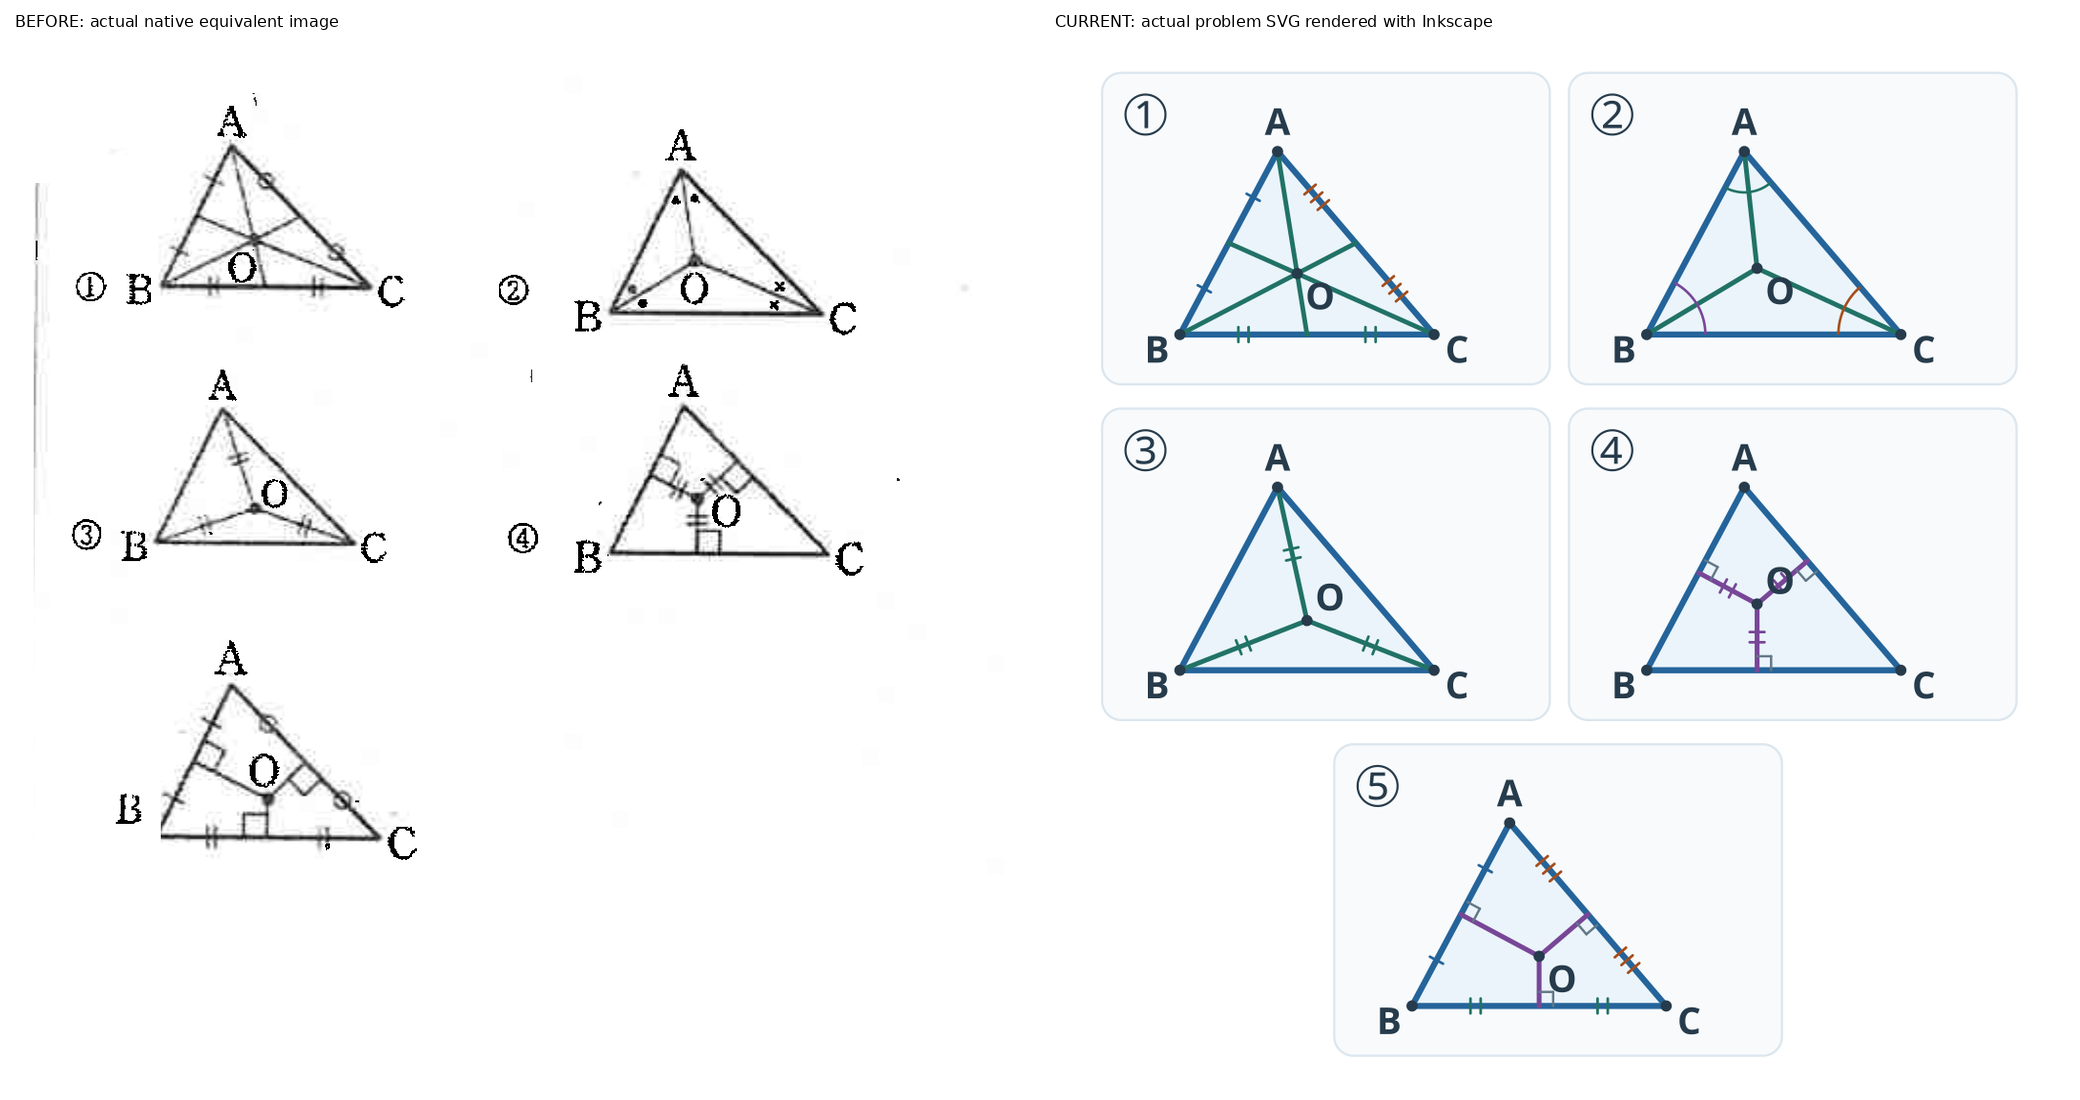 BEFORE: actual native equivalent image
CURRENT: actual problem SVG rendered with Inkscape
A
① B O C
A
② B O C
A
③ B O C
A
④ B O C
A
B O C
①
A
O
B C
②
A
O
B C
③
A
O
B C
④
A
O
B C
⑤
A
O
B C